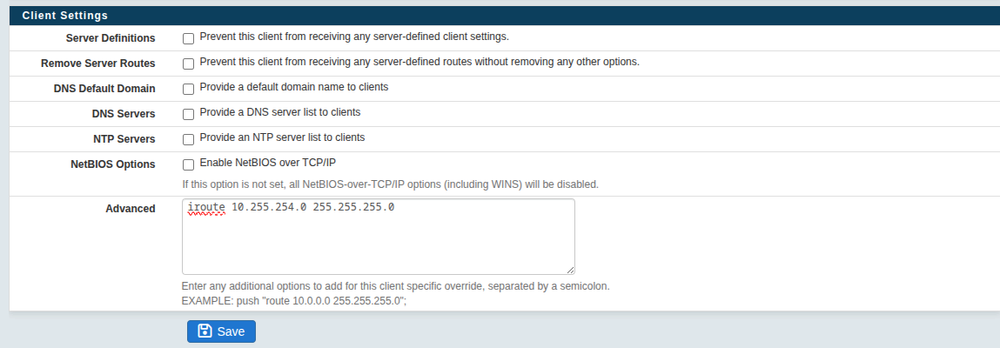 Client Settings
Server Definitions Prevent this client from receiving any server-defined client settings.
Remove Server Routes Prevent this client from receiving any server-defined routes without removing any other options.
DNS Default Domain Provide a default domain name to clients
DNS Servers Provide a DNS server list to clients
NTP Servers Provide an NTP server list to clients
NetBIOS Options Enable NetBIOS over TCP/IP
If this option is not set, all NetBIOS-over-TCP/IP options (including WINS) will be disabled.
Advanced iroute 10.255.254.0 255.255.255.0
Enter any additional options to add for this client specific override, separated by a semicolon.
EXAMPLE: push "route 10.0.0.0 255.255.255.0";
Save